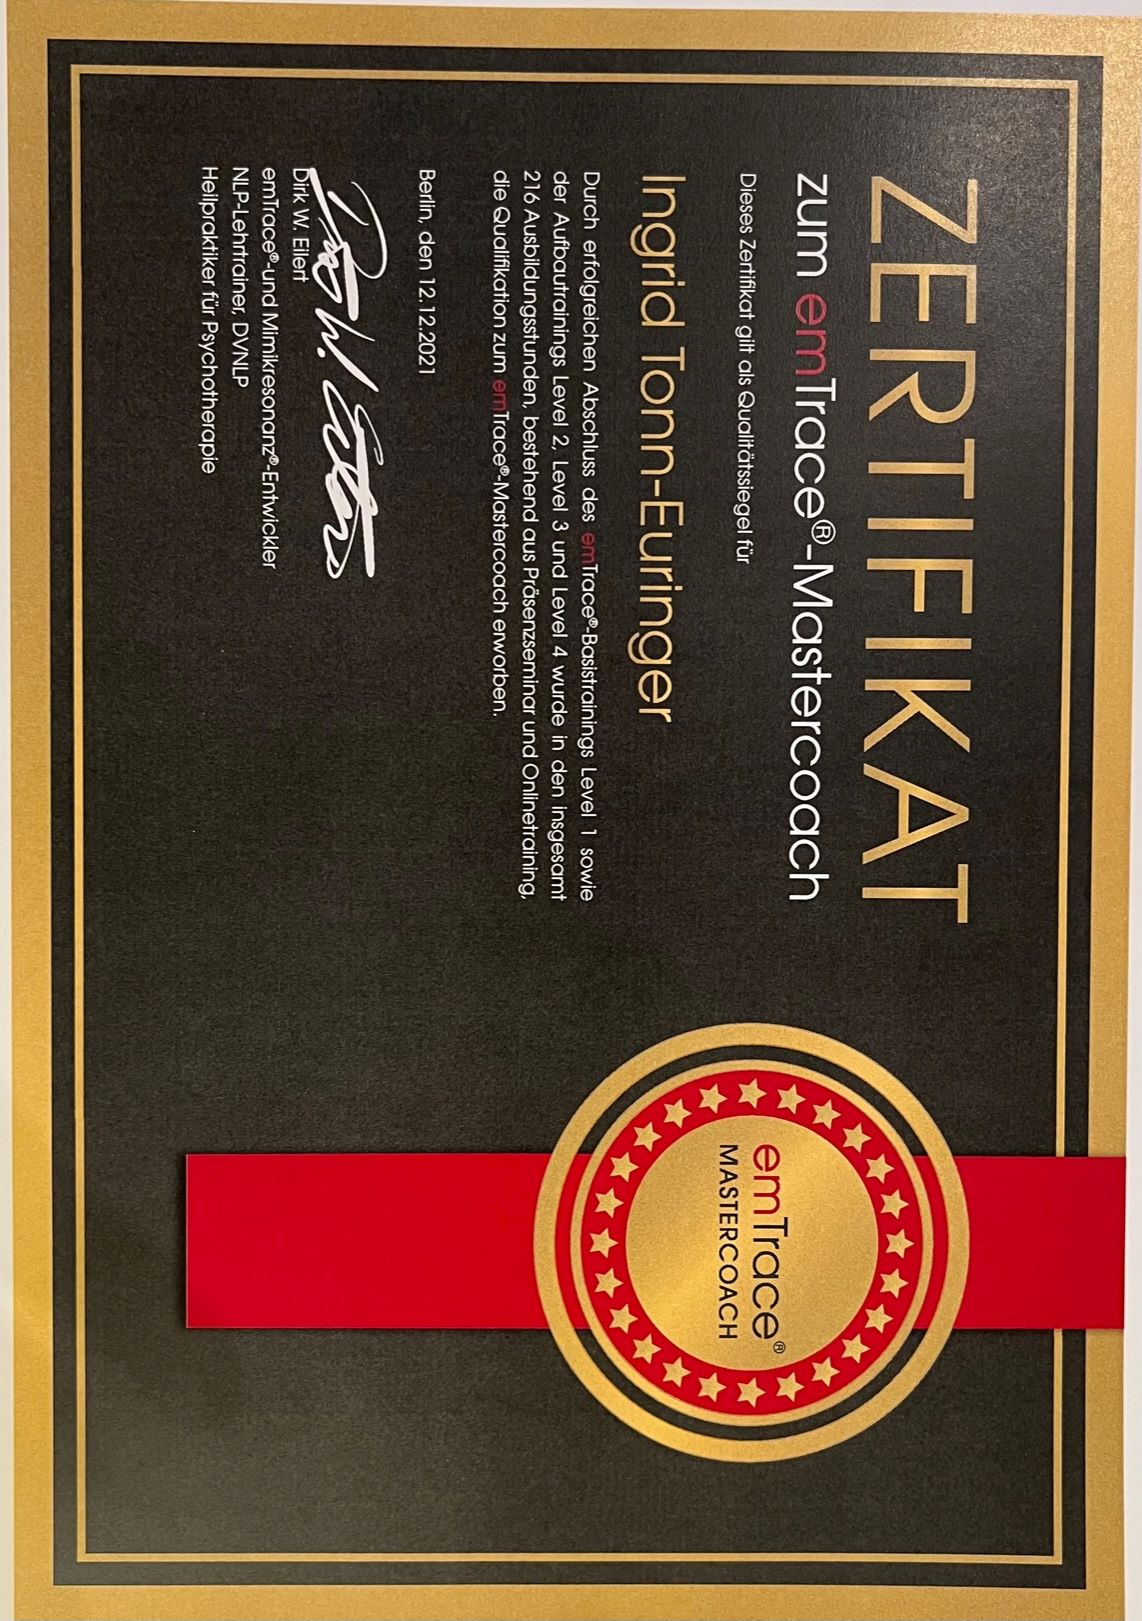 ZERTIFIKAT
zum emTrace®-Mastercoach
Dieses Zertifikat gilt als Qualitätssiegel für
Ingrid Tonn-Euringer
Durch erfolgreichen Abschluss des emTrace®-Basistrainings Level 1 sowie
der Aufbautrainings Level 2, Level 3 und Level 4 wurde in den insgesamt
216 Ausbildungsstunden, bestehend aus Präsenzseminar und Onlinetraining,
die Qualifikation zum emTrace®-Mastercoach erworben.
Berlin, den 12.12.2021
Dirk W. Eilert
Dirk W. Eilert
emTrace®-und Mimikresonanz®-Entwickler
NLP-Lehrtrainer, DVNLP
Heilpraktiker für Psychotherapie
emTrace®
MASTERCOACH